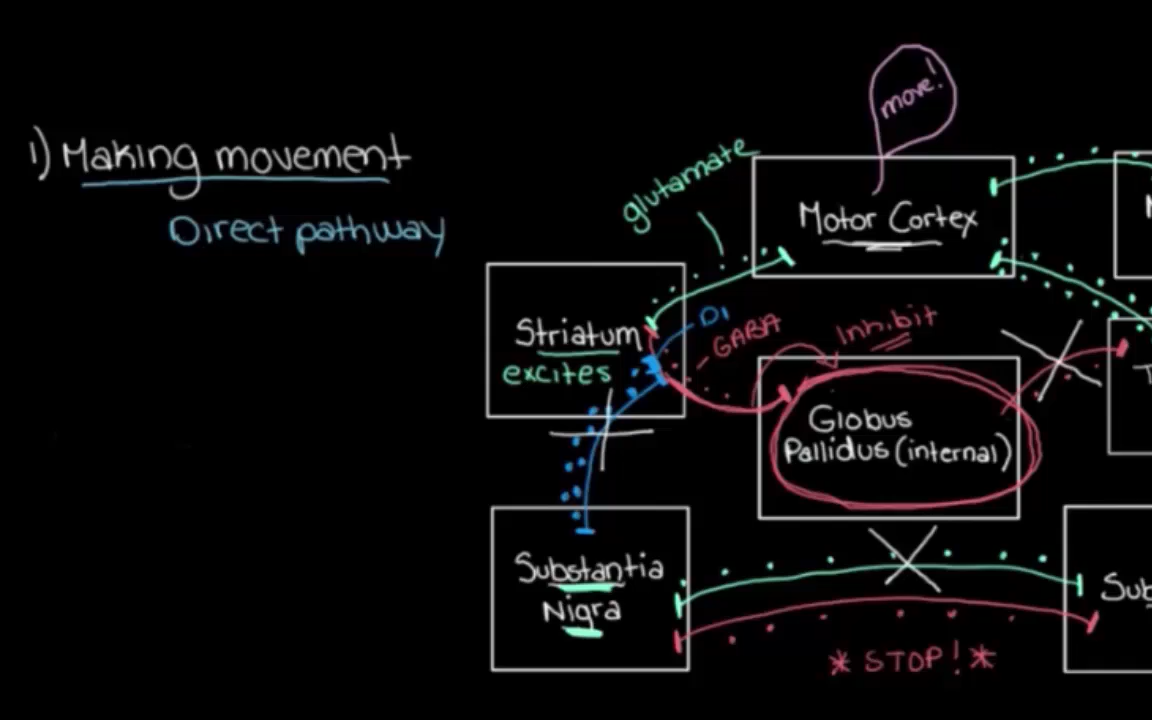 1) Making movement
Direct pathway
move!
glutamate
Motor Cortex
Striatum
excites
D1
GABA
Inhibit
Globus
Pallidus (internal)
Substantia
Nigra
Sub
* STOP! *